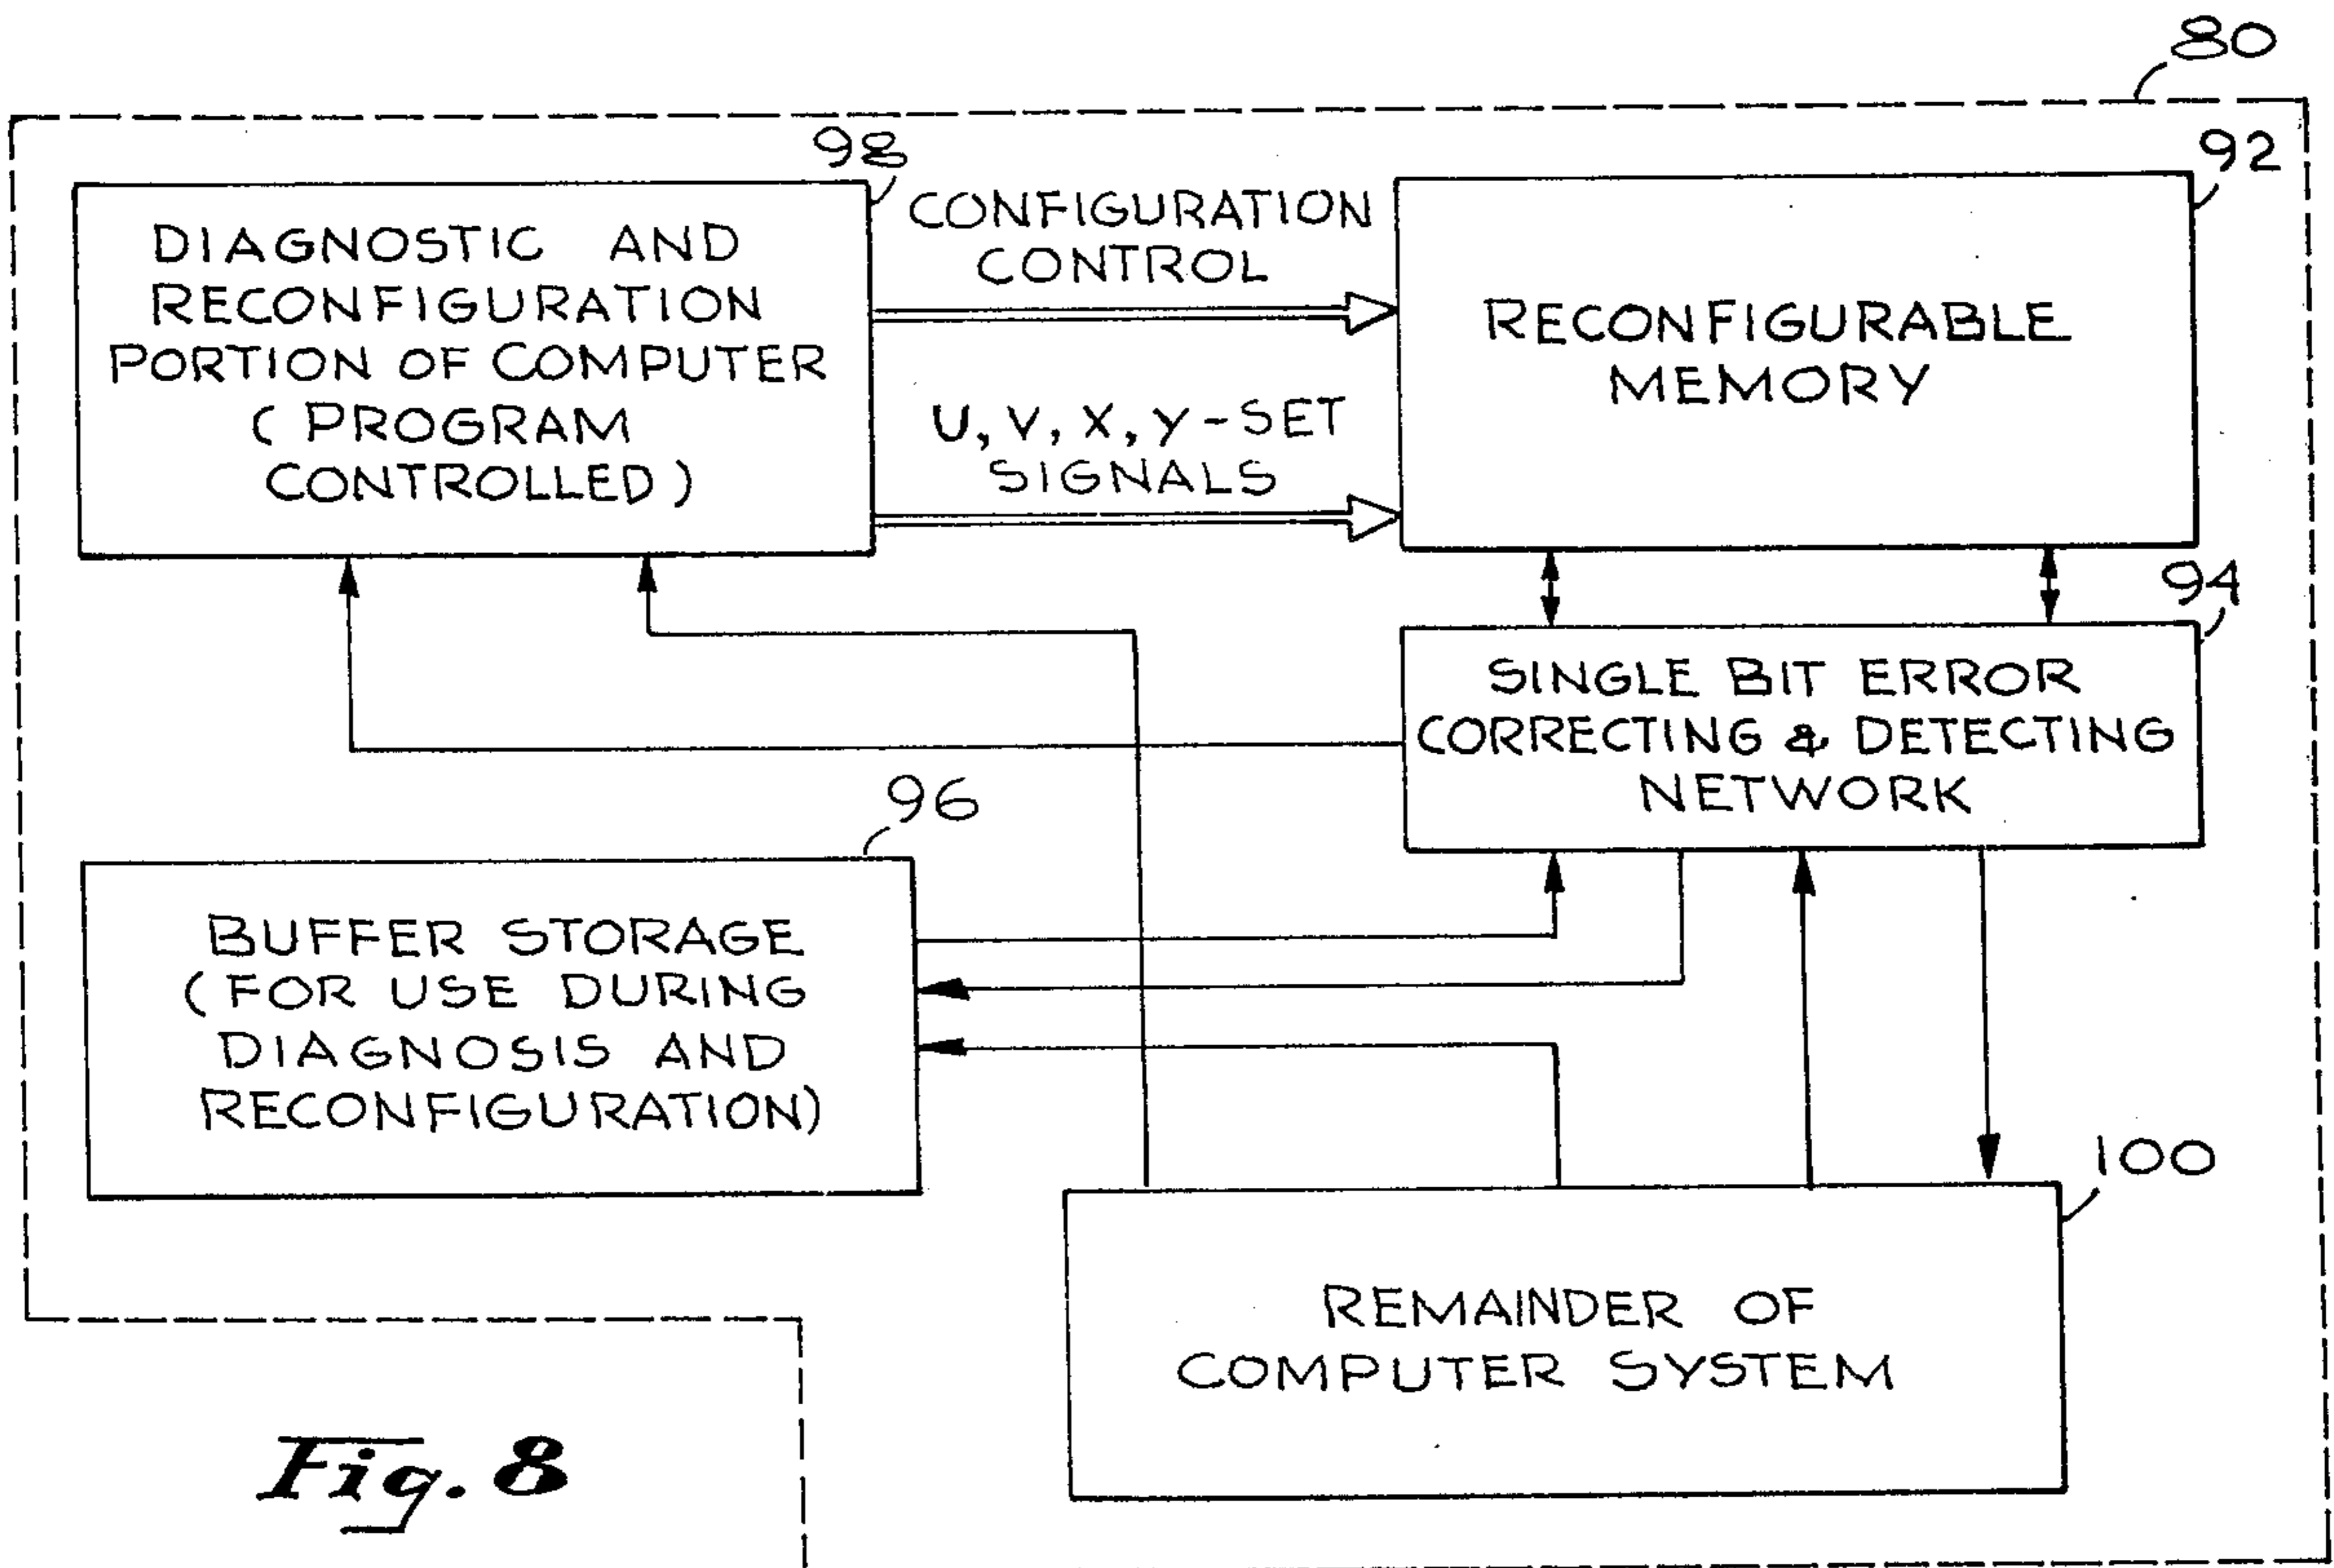 80
98
92
DIAGNOSTIC AND
RECONFIGURATION
PORTION OF COMPUTER
( PROGRAM
CONTROLLED )
CONFIGURATION
CONTROL
U, V, X, Y - SET
SIGNALS
RECONFIGURABLE
MEMORY
94
SINGLE BIT ERROR
CORRECTING & DETECTING
NETWORK
96
BUFFER STORAGE
( FOR USE DURING
DIAGNOSIS AND
RECONFIGURATION)
100
REMAINDER OF
COMPUTER SYSTEM
Fig. 8